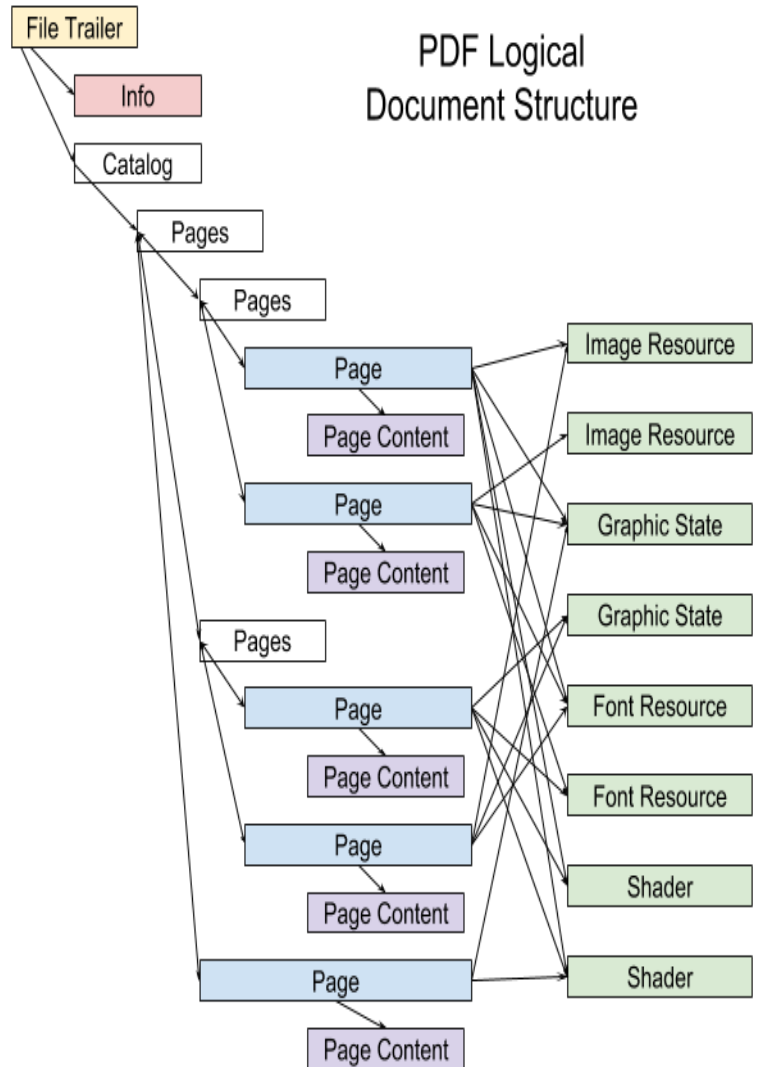 File Trailer
PDF Logical
Document Structure
Info
Catalog
Pages
Pages
Page
Page Content
Page
Page Content
Pages
Page
Page Content
Page
Page Content
Page
Page Content
Image Resource
Image Resource
Graphic State
Graphic State
Font Resource
Font Resource
Shader
Shader